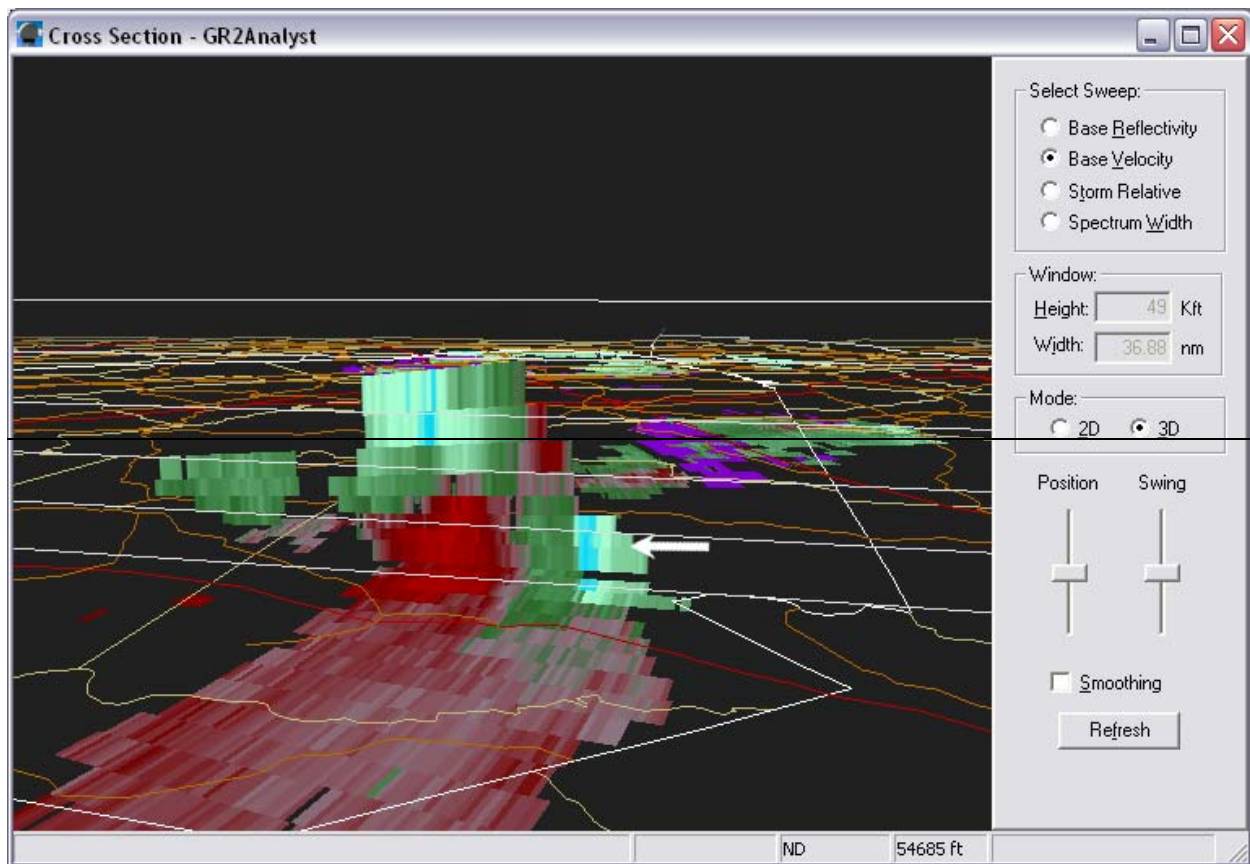 Cross Section - GR2Analyst
Select Sweep:
Base Reflectivity
Base Velocity
Storm Relative
Spectrum Width
Window:
Height: 49 Kft
Width: 36.88 nm
Mode:
2D 3D
Position Swing
Smoothing
Refresh
ND 54685 ft